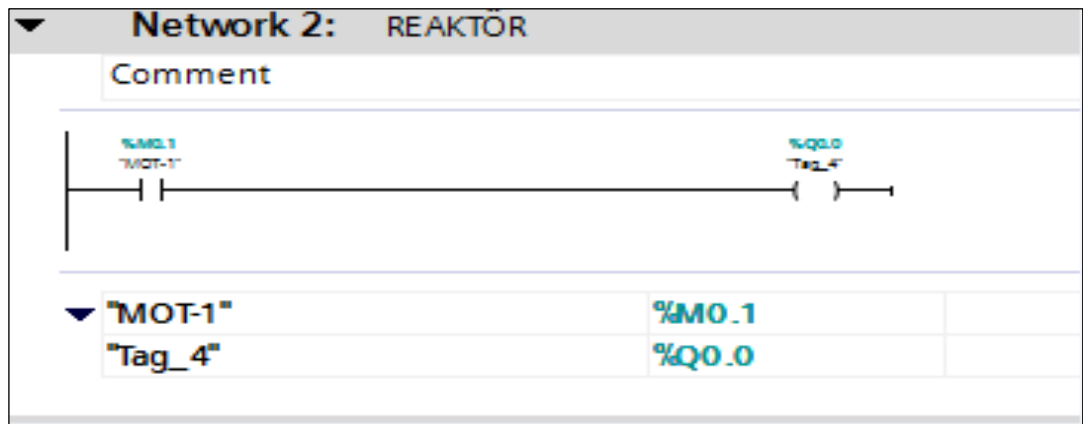 Network 2: REAKTÖR
Comment
%M0.1 %Q0.0
"MOT-1" "Tag_4"
"MOT-1" %M0.1
"Tag_4" %Q0.0